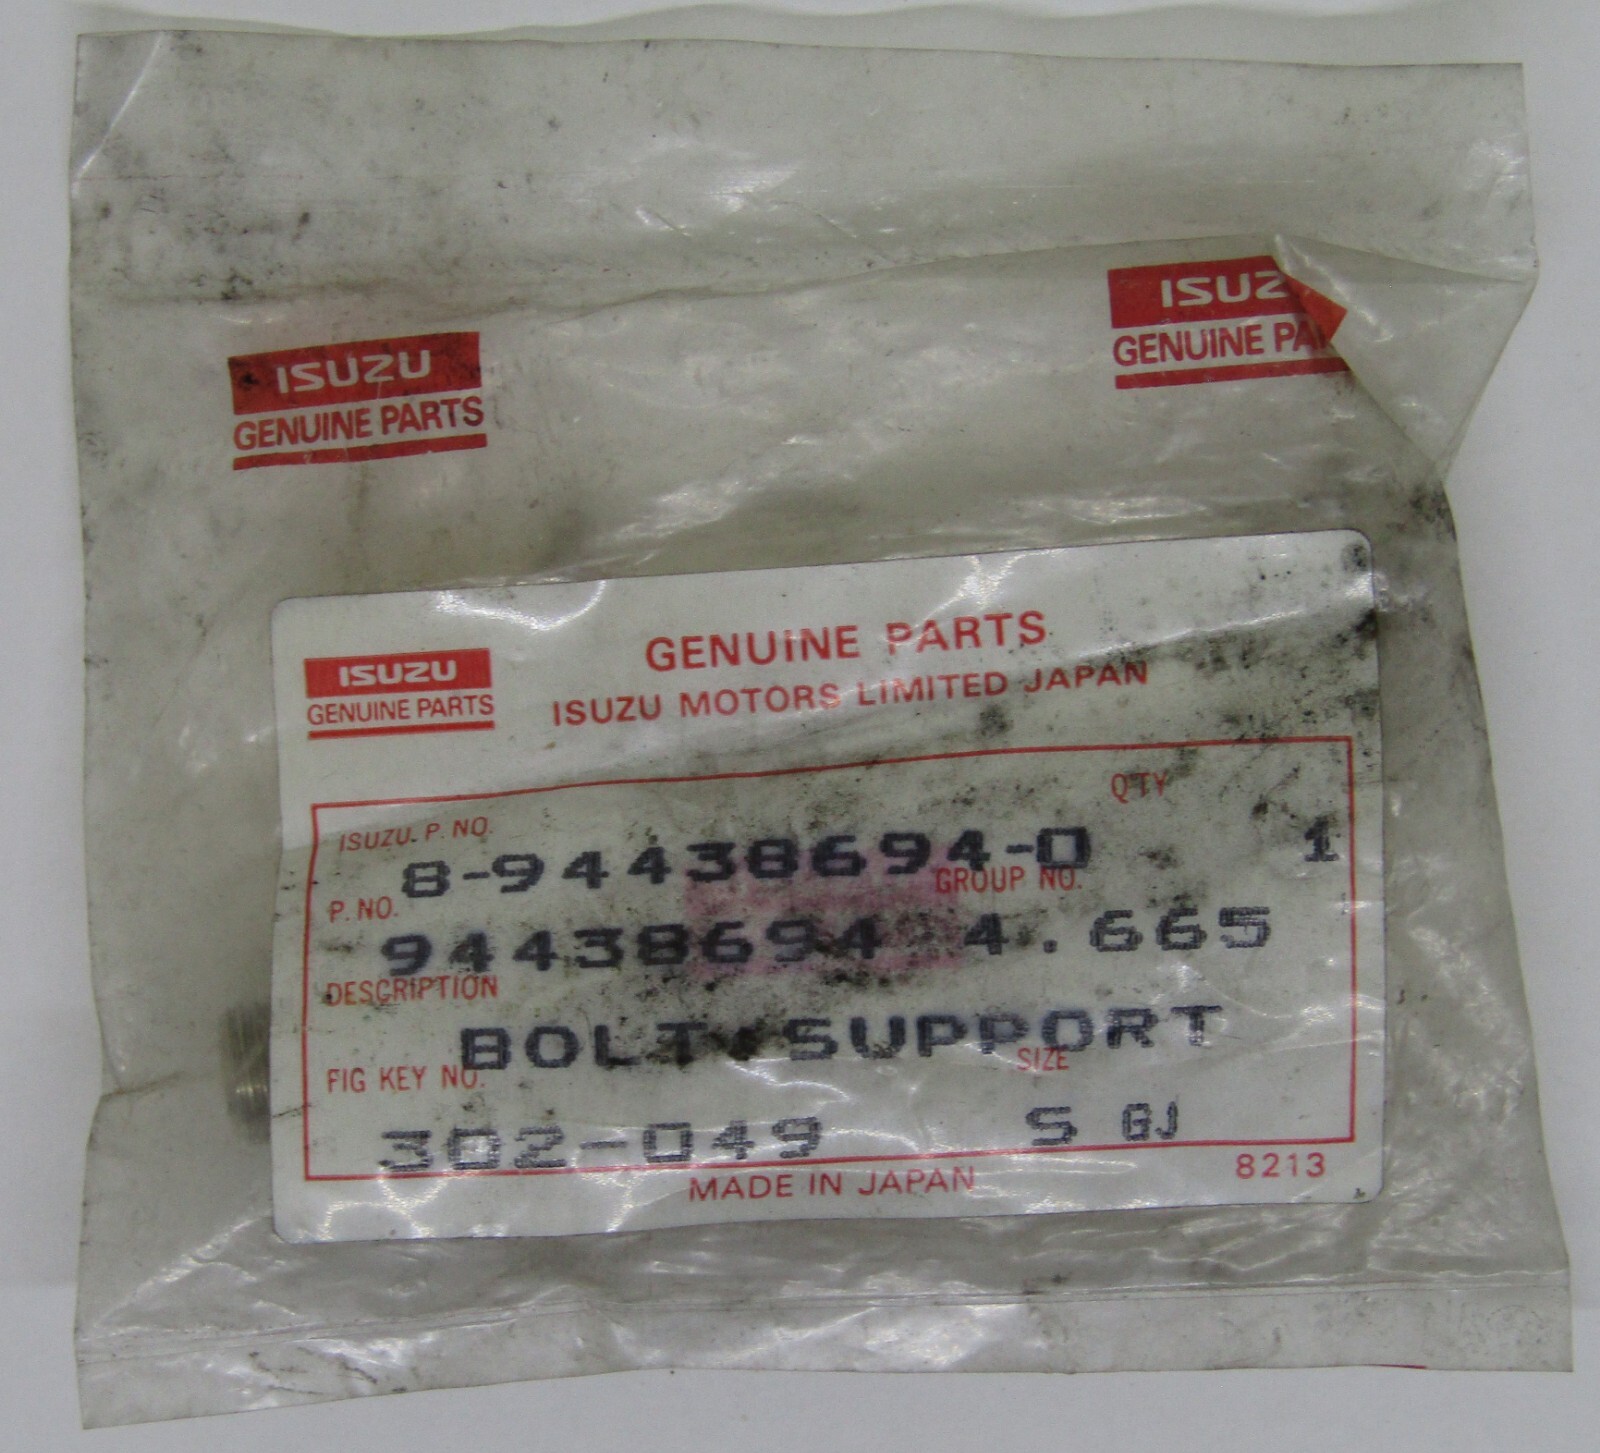 ISUZU
GENUINE PARTS
ISUZ
GENUINE PA
ISUZU
GENUINE PARTS
GENUINE PARTS
ISUZU MOTORS LIMITED JAPAN
ISUZU. P. NO. Q'TY
8-94438694-0 1
P. NO. GROUP NO.
94438694 4.665
DESCRIPTION
BOLT; SUPPORT
FIG KEY NO. SIZE
302-049 S GJ
MADE IN JAPAN 8213